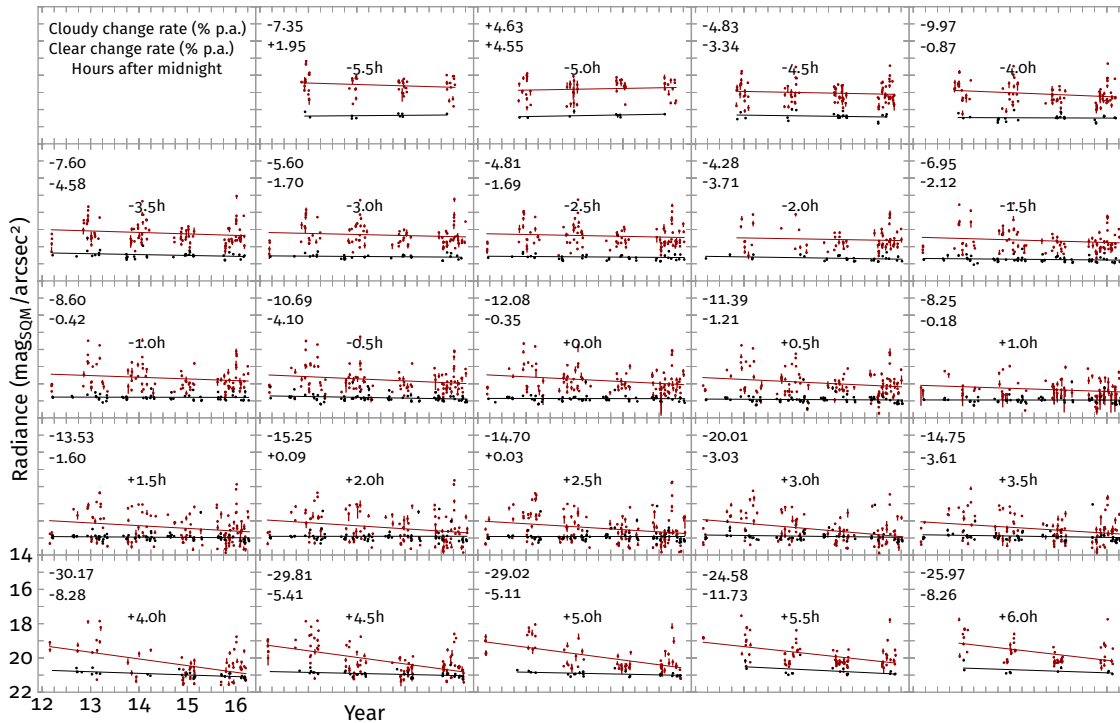 Cloudy change rate (% p.a.)
Clear change rate (% p.a.)
Hours after midnight
-7.35
+1.95
-5.5h
+4.63
+4.55
-5.0h
-4.83
-3.34
-4.5h
-9.97
-0.87
-4.0h
-7.60
-4.58
-3.5h
-5.60
-1.70
-3.0h
-4.81
-1.69
-2.5h
-4.28
-3.71
-2.0h
-6.95
-2.12
-1.5h
-8.60
-0.42
-1.0h
-10.69
-4.10
-0.5h
-12.08
-0.35
+0.0h
-11.39
-1.21
+0.5h
-8.25
-0.18
+1.0h
-13.53
-1.60
+1.5h
-15.25
+0.09
+2.0h
-14.70
+0.03
+2.5h
-20.01
-3.03
+3.0h
-14.75
-3.61
+3.5h
-30.17
-8.28
+4.0h
-29.81
-5.41
+4.5h
-29.02
-5.11
+5.0h
-24.58
-11.73
+5.5h
-25.97
-8.26
+6.0h
Radiance (mag_SQM/arcsec²)
14
16
18
20
22
12 13 14 15 16
Year